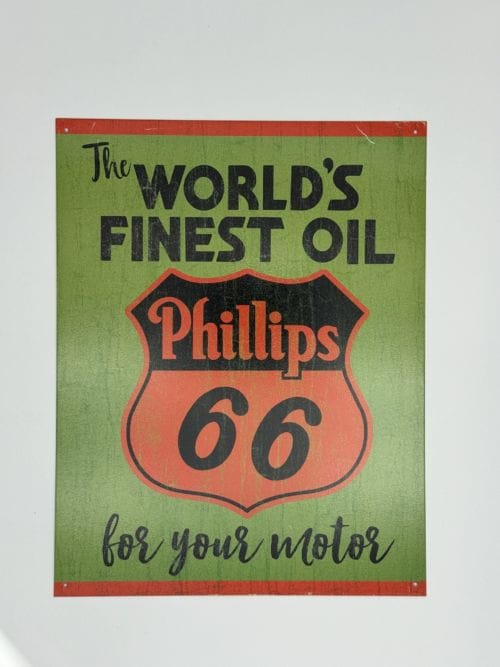 The WORLD'S
FINEST OIL
Phillips
66
for your motor